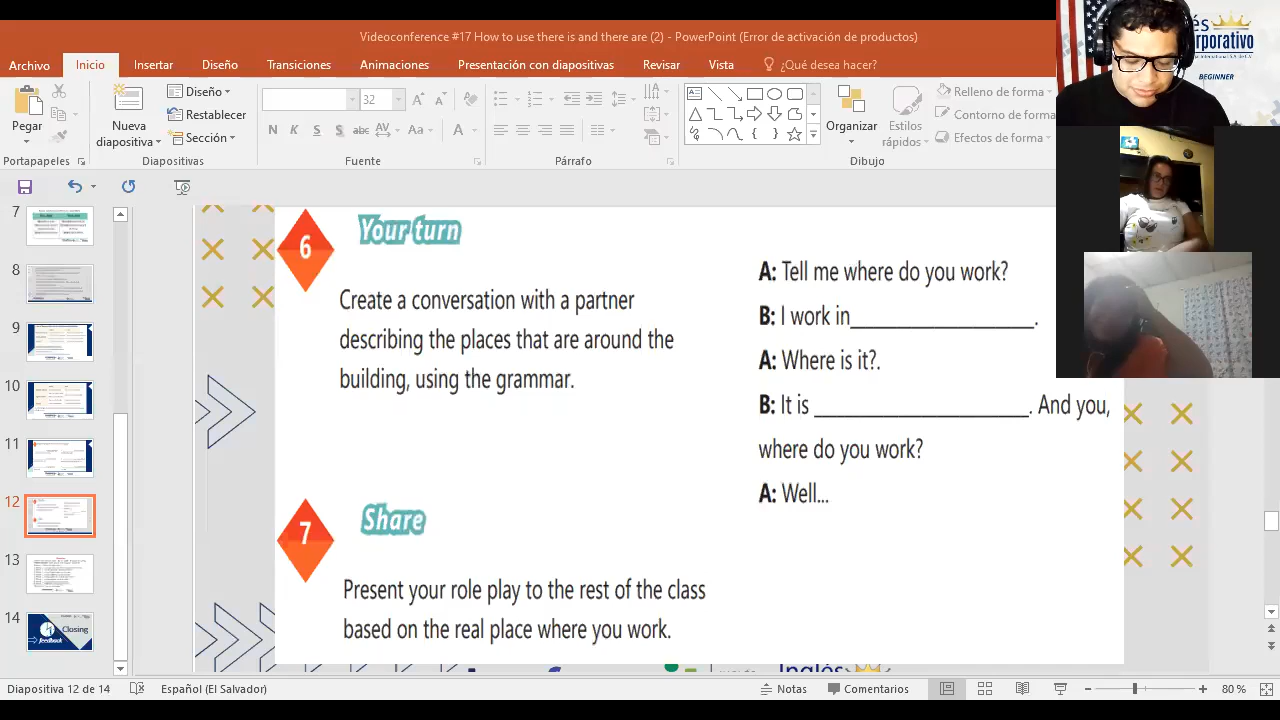 Videoconference #17 How to use there is and there are (2) - PowerPoint (Error de activación de productos)
Archivo Inicio Insertar Diseño Transiciones Animaciones Presentación con diapositivas Revisar Vista ¿Qué desea hacer?
Pegar
Nueva diapositiva
Diseño
Restablecer
Sección
32
N K S S abc AV Aa A
Organizar
Estilos rápidos
Relleno de forma
Contorno de forma
Efectos de forma
Portapapeles Diapositivas Fuente Párrafo Dibujo
7
8
9
10
11
12
13
14
Closing
feedback
6 Your turn
Create a conversation with a partner
describing the places that are around the
building, using the grammar.
A: Tell me where do you work?
B: I work in__________________.
A: Where is it?.
B: It is _____________________. And you,
where do you work?
A: Well...
7 Share
Present your role play to the rest of the class
based on the real place where you work.
Inglés
és
rporativo
BEGINNER
Diapositiva 12 de 14 Español (El Salvador) Notas Comentarios 80 %